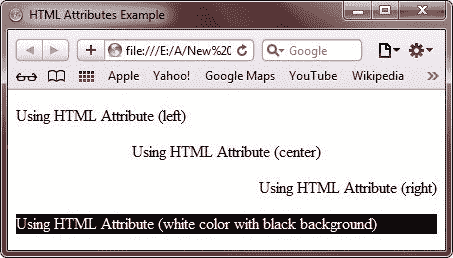 HTML Attributes Example
file:///E:/A/New%20 Google
Apple Yahoo! Google Maps YouTube Wikipedia
Using HTML Attribute (left)
Using HTML Attribute (center)
Using HTML Attribute (right)
Using HTML Attribute (white color with black background)